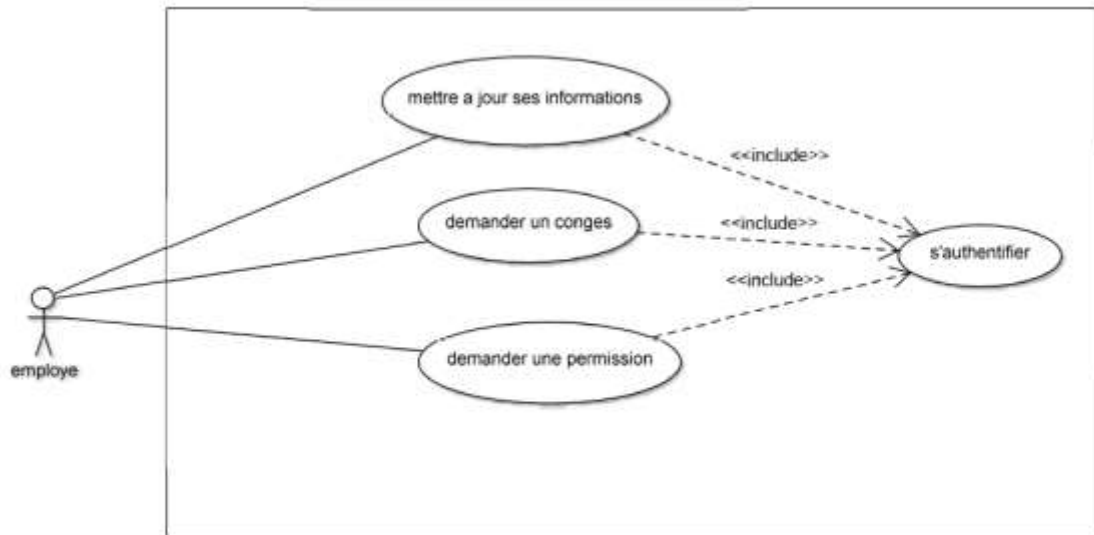 mettre a jour ses informations
<<include>>
demander un conges
<<include>>
s'authentifier
<<include>>
demander une permission
employe